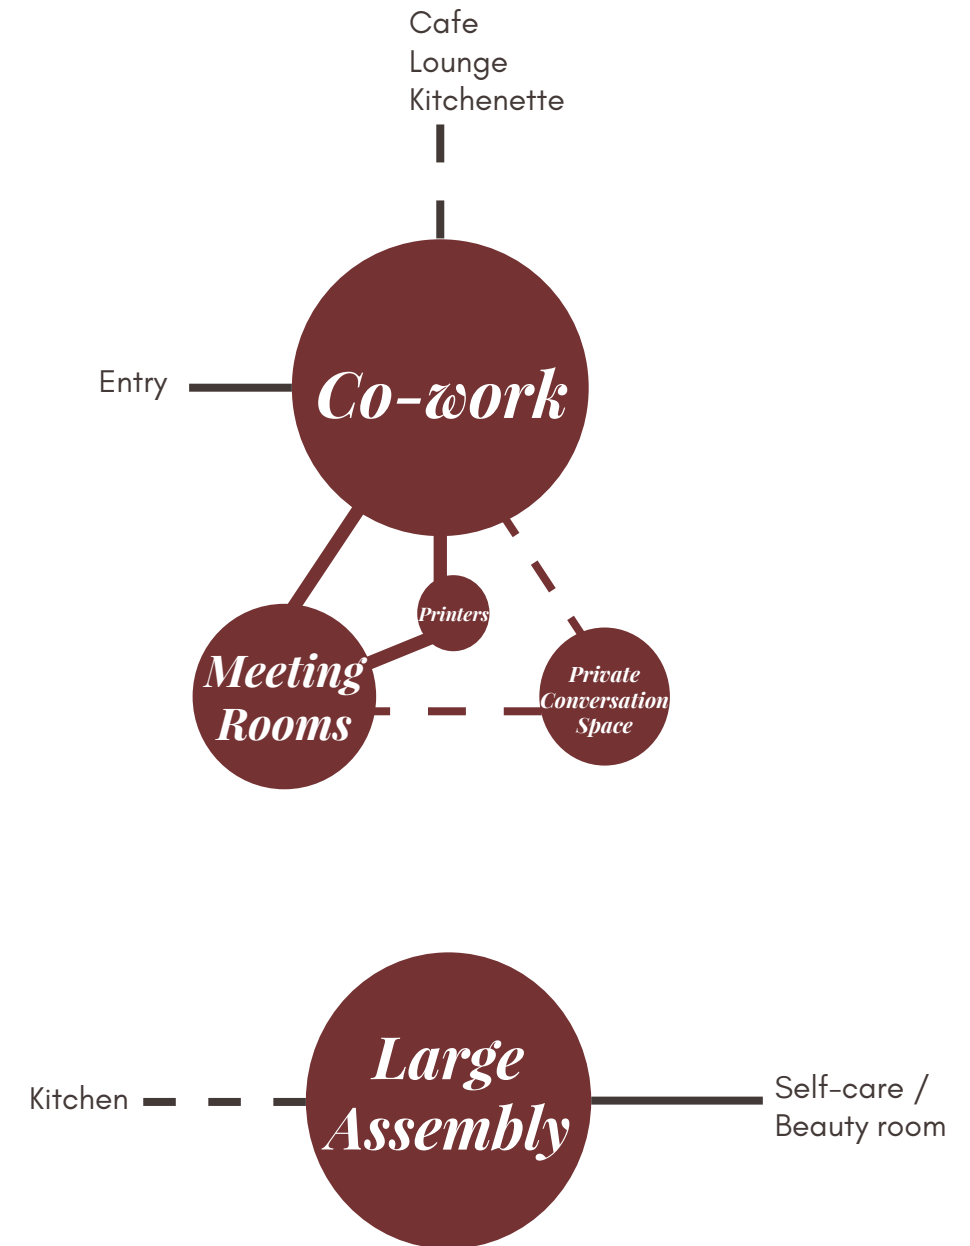 Cafe
Lounge
Kitchenette
Entry
Co-work
Printers
Meeting
Rooms
Private
Conversation
Space
Large
Assembly
Kitchen
Self-care /
Beauty room